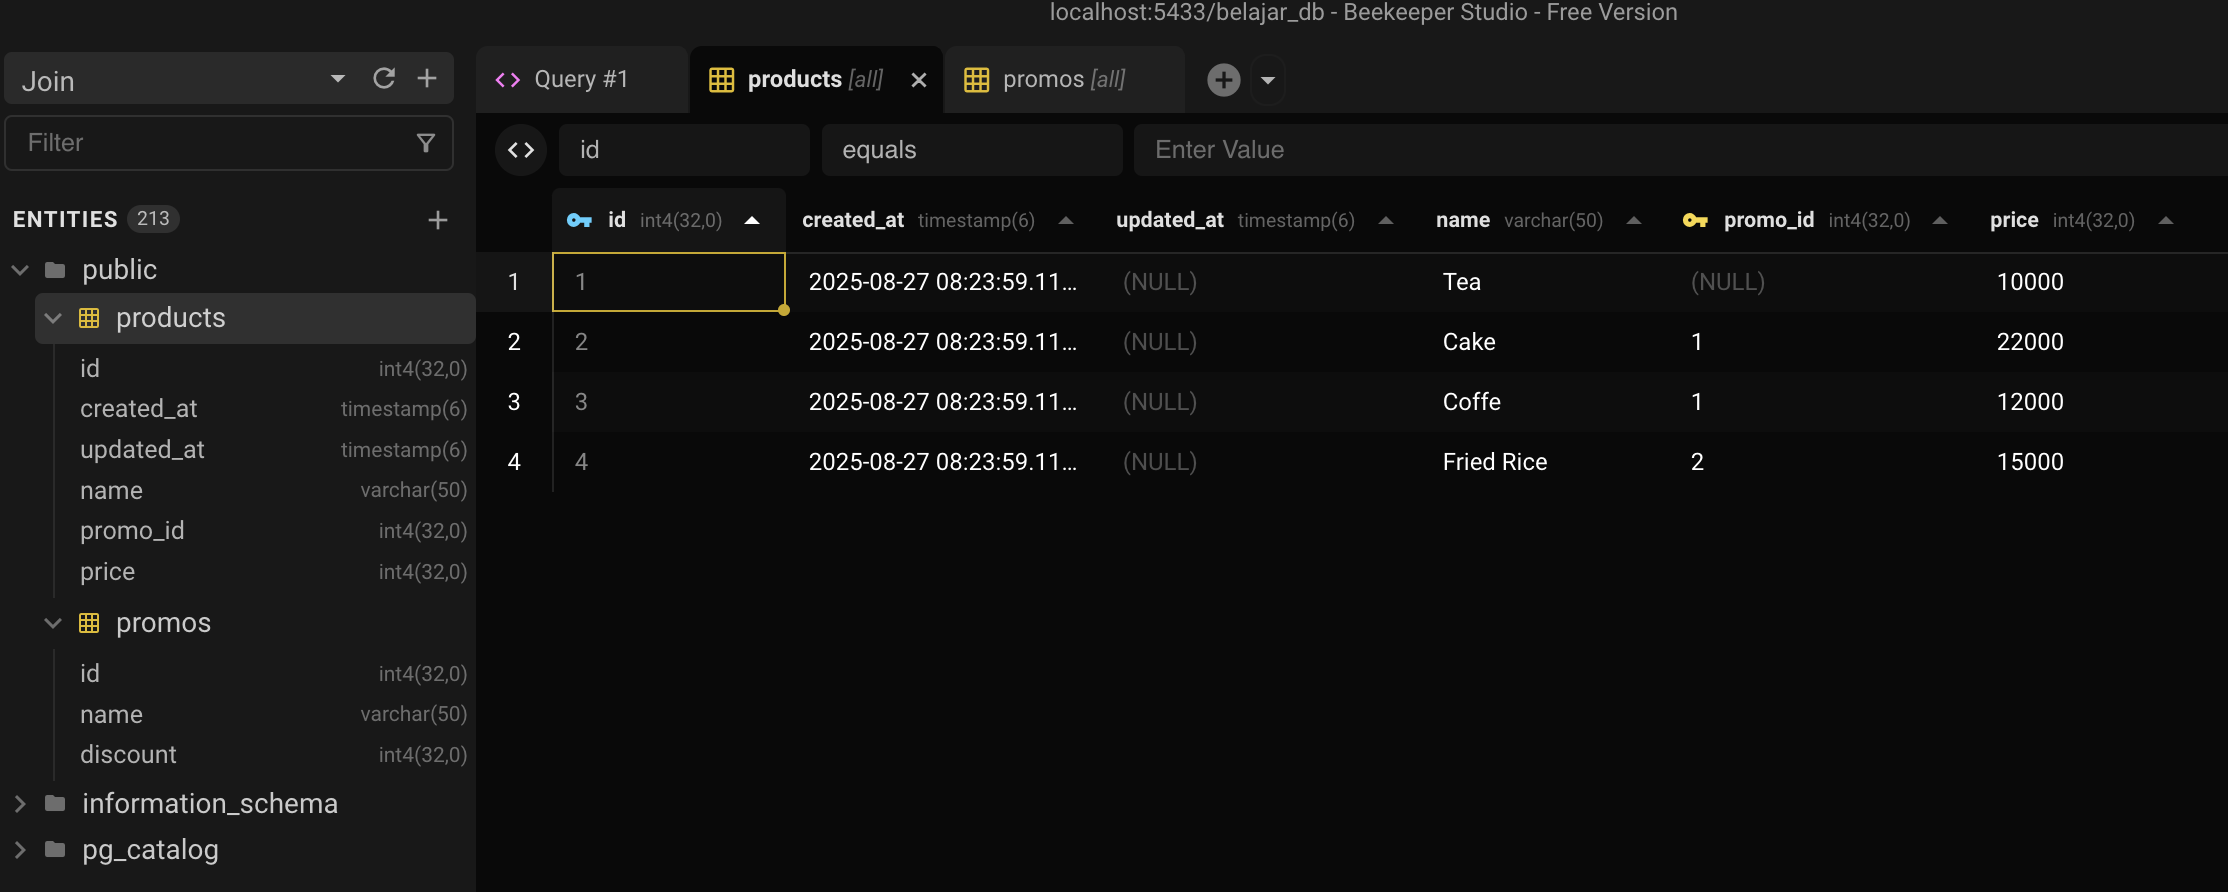 localhost:5433/belajar_db - Beekeeper Studio - Free Version
Join
Query #1
products [all]
promos [all]
Filter
id
equals
Enter Value
ENTITIES 213
public
products
id int4(32,0)
created_at timestamp(6)
updated_at timestamp(6)
name varchar(50)
promo_id int4(32,0)
price int4(32,0)
promos
id int4(32,0)
name varchar(50)
discount int4(32,0)
information_schema
pg_catalog
id int4(32,0) created_at timestamp(6) updated_at timestamp(6) name varchar(50) promo_id int4(32,0) price int4(32,0)
1 1 2025-08-27 08:23:59.11... (NULL) Tea (NULL) 10000
2 2 2025-08-27 08:23:59.11... (NULL) Cake 1 22000
3 3 2025-08-27 08:23:59.11... (NULL) Coffe 1 12000
4 4 2025-08-27 08:23:59.11... (NULL) Fried Rice 2 15000